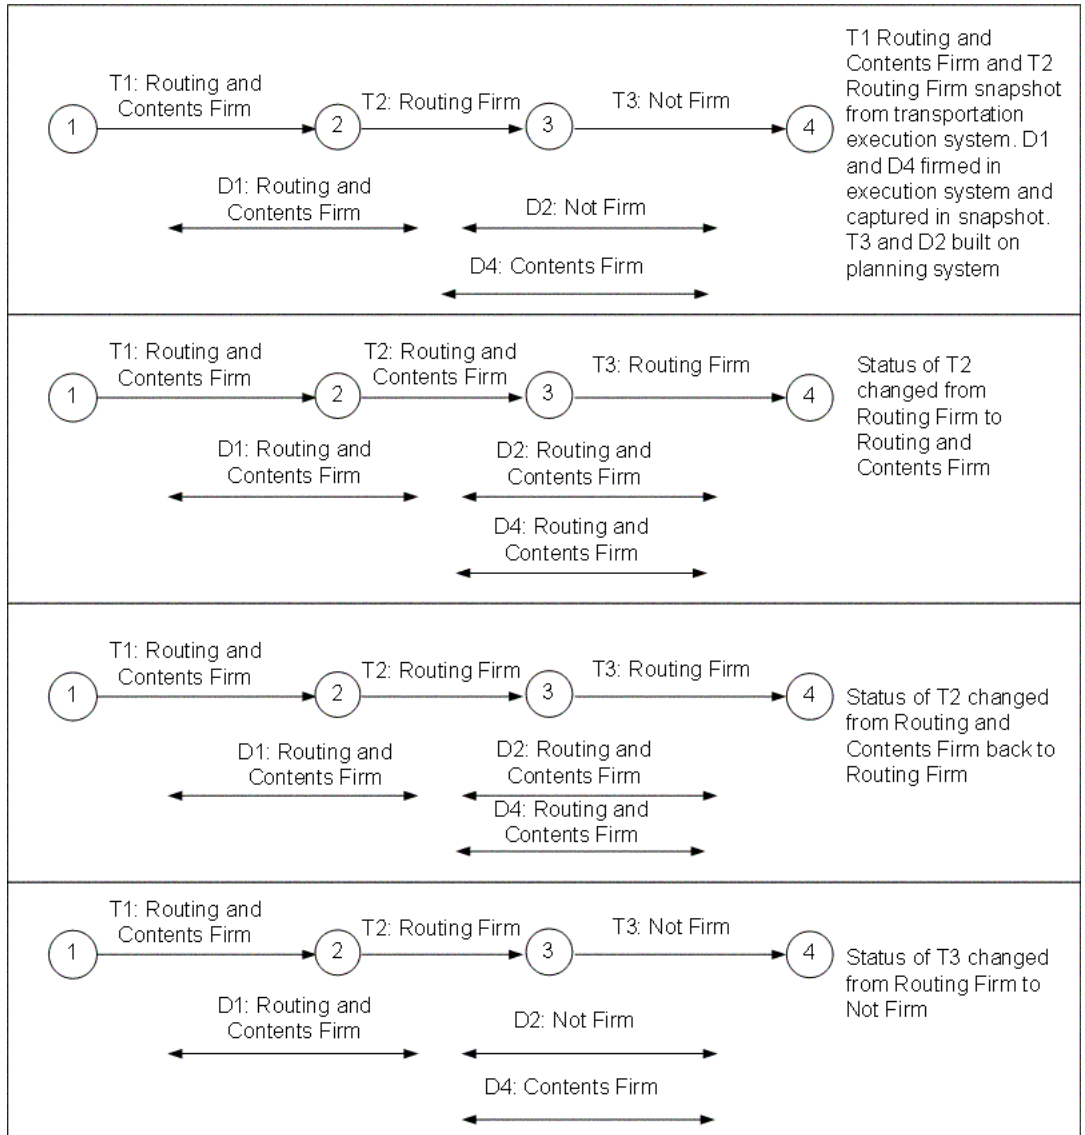 T1: Routing and
Contents Firm
T2: Routing Firm
T3: Not Firm
1
2
3
4
D1: Routing and
Contents Firm
D2: Not Firm
D4: Contents Firm
T1 Routing and
Contents Firm and T2
Routing Firm snapshot
from transportation
execution system. D1
and D4 firmed in
execution system and
captured in snapshot.
T3 and D2 built on
planning system
T1: Routing and
Contents Firm
T2: Routing and
Contents Firm
T3: Routing Firm
1
2
3
4
D1: Routing and
Contents Firm
D2: Routing and
Contents Firm
D4: Routing and
Contents Firm
Status of T2
changed from
Routing Firm to
Routing and
Contents Firm
T1: Routing and
Contents Firm
T2: Routing Firm
T3: Routing Firm
1
2
3
4
D1: Routing and
Contents Firm
D2: Routing and
Contents Firm
D4: Routing and
Contents Firm
Status of T2 changed
from Routing and
Contents Firm back to
Routing Firm
T1: Routing and
Contents Firm
T2: Routing Firm
T3: Not Firm
1
2
3
4
D1: Routing and
Contents Firm
D2: Not Firm
D4: Contents Firm
Status of T3 changed
from Routing Firm to
Not Firm